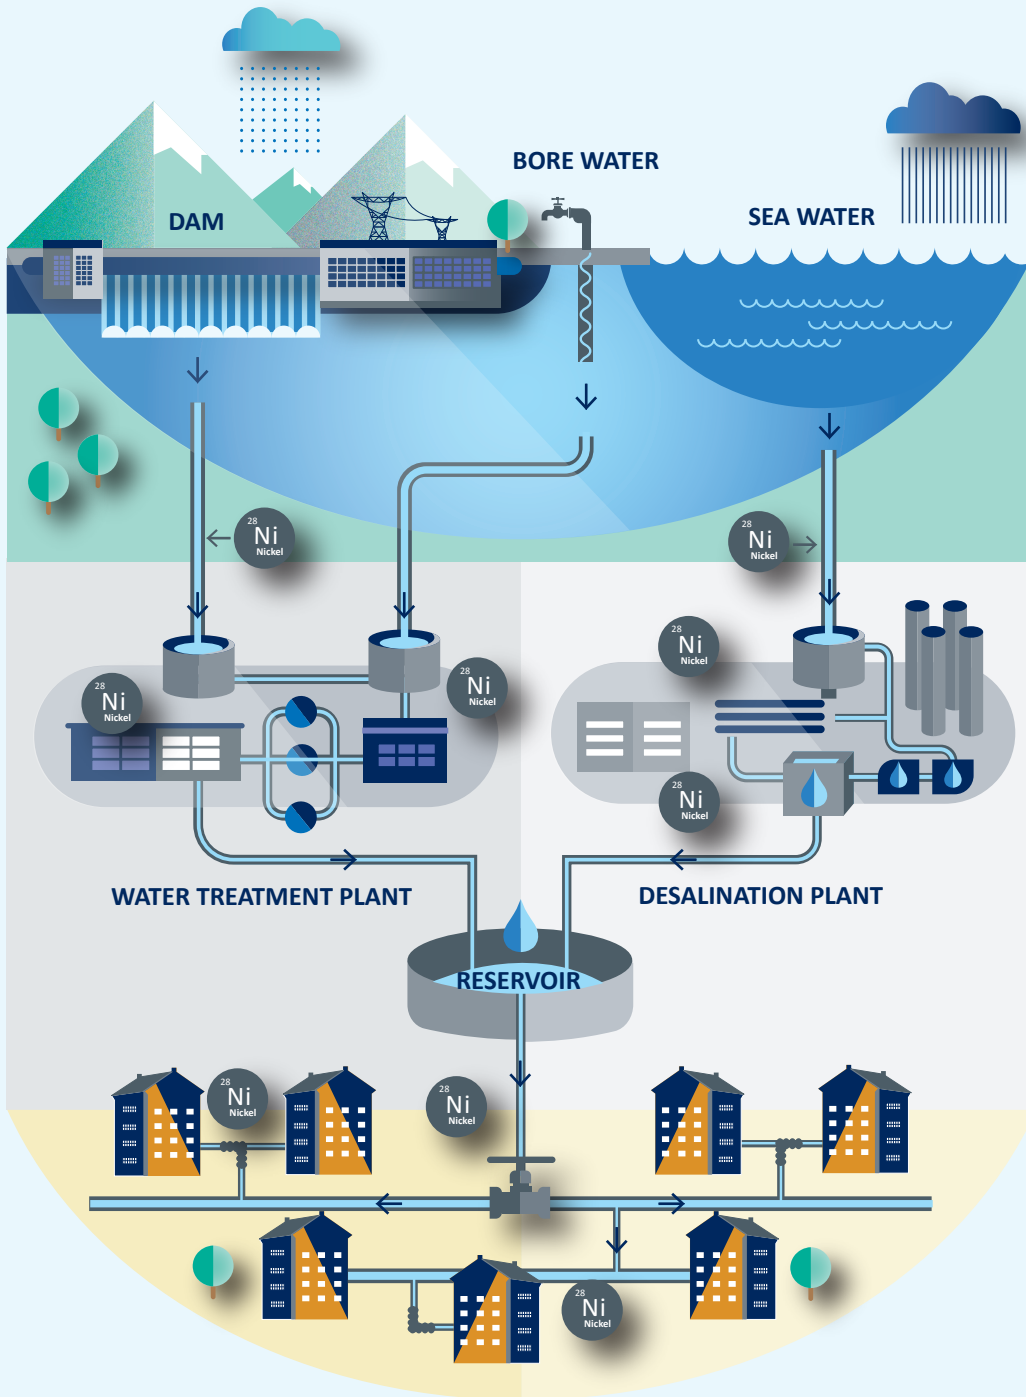 BORE WATER
DAM
SEA WATER
28
Ni
Nickel
28
Ni
Nickel
28
Ni
Nickel
28
Ni
Nickel
28
Ni
Nickel
28
Ni
Nickel
WATER TREATMENT PLANT
DESALINATION PLANT
RESERVOIR
28
Ni
Nickel
28
Ni
Nickel
28
Ni
Nickel